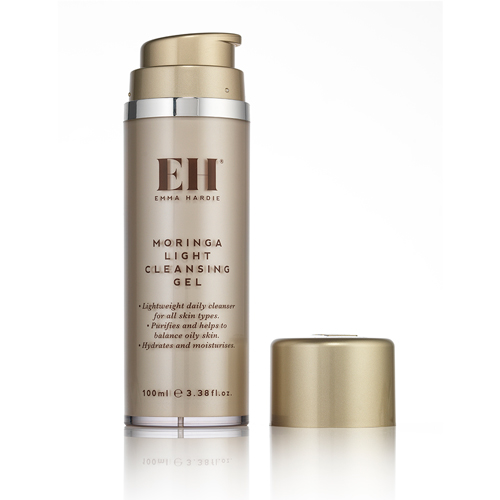 EH®
EMMA HARDIE
MORINGA
LIGHT
CLEANSING
GEL
• Lightweight daily cleanser
for all skin types.
• Purifies and helps to
balance oily skin.
• Hydrates and moisturises.
100ml ℮ 3.38fl.oz.